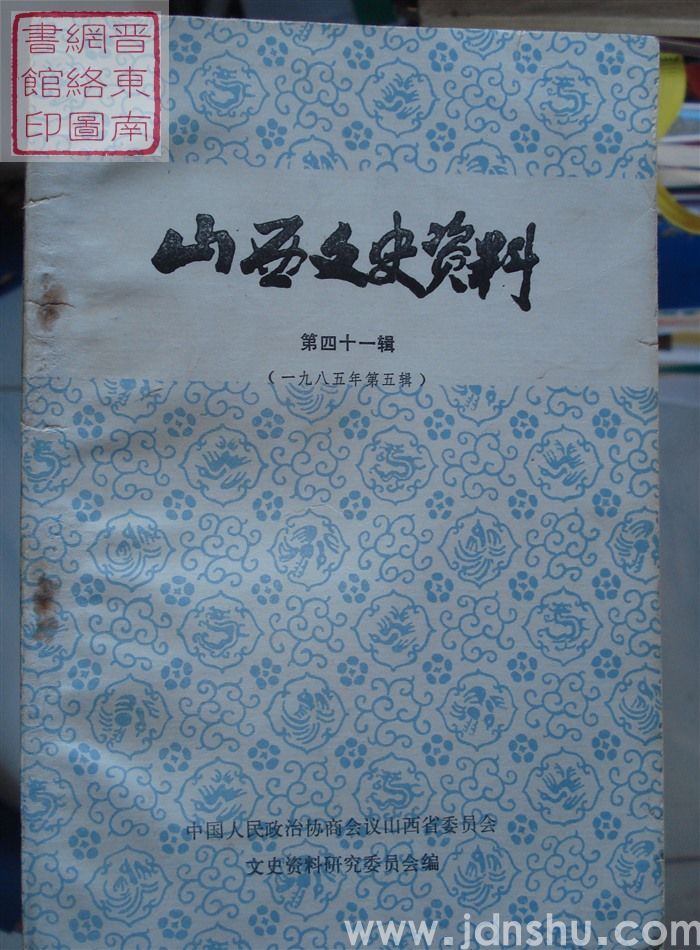 晋東南
網絡圖
書館印
山西文史资料
第四十一辑
（一九八五年第五辑）
中国人民政治协商会议山西省委员会
文史资料研究委员会编
www.jdnshu.com